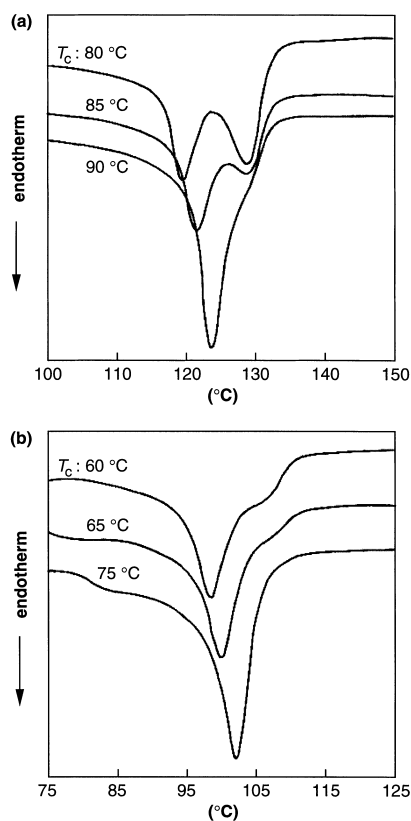 (a)
Tc : 80 °C
85 °C
90 °C
endotherm
100 110 120 130 140 150
(°C)
(b)
Tc : 60 °C
65 °C
75 °C
endotherm
75 85 95 105 115 125
(°C)